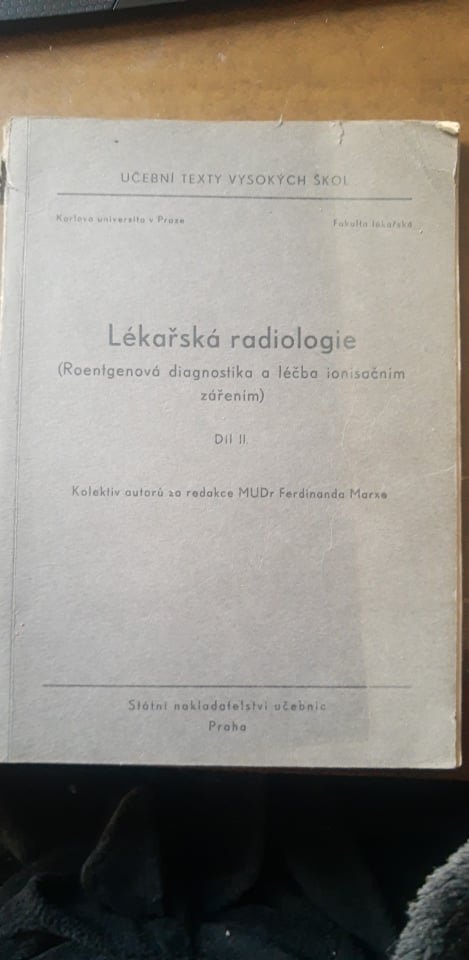 UČEBNÍ TEXTY VYSOKÝCH ŠKOL
Karlova universita v Praze
Fakulta lékařská
Lékařská radiologie
(Roentgenová diagnostika a léčba ionisačním
zářením)
Díl II.
Kolektiv autorů za redakce MUDr Ferdinanda Marxe
Státní nakladatelství učebnic
Praha